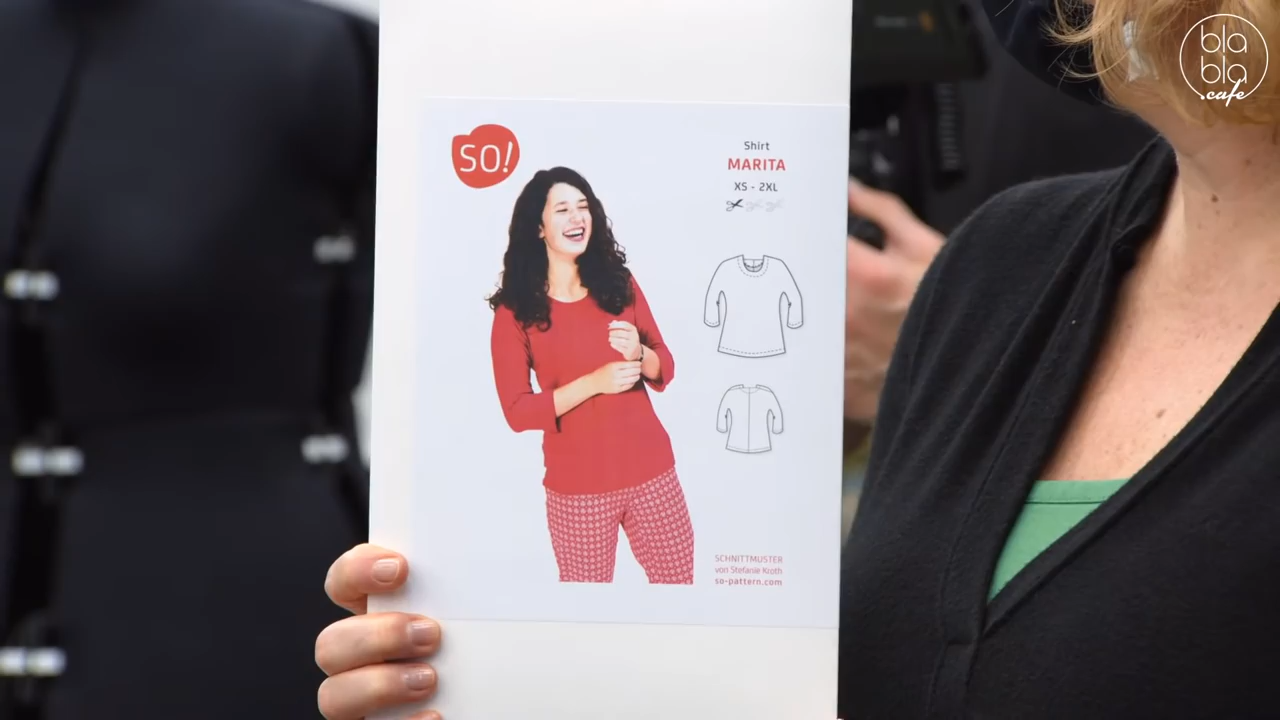 bla
bla
.cafe
SO!
Shirt
MARITA
XS - 2XL
SCHNITTMUSTER
von Stefanie Kroth
so-pattern.com